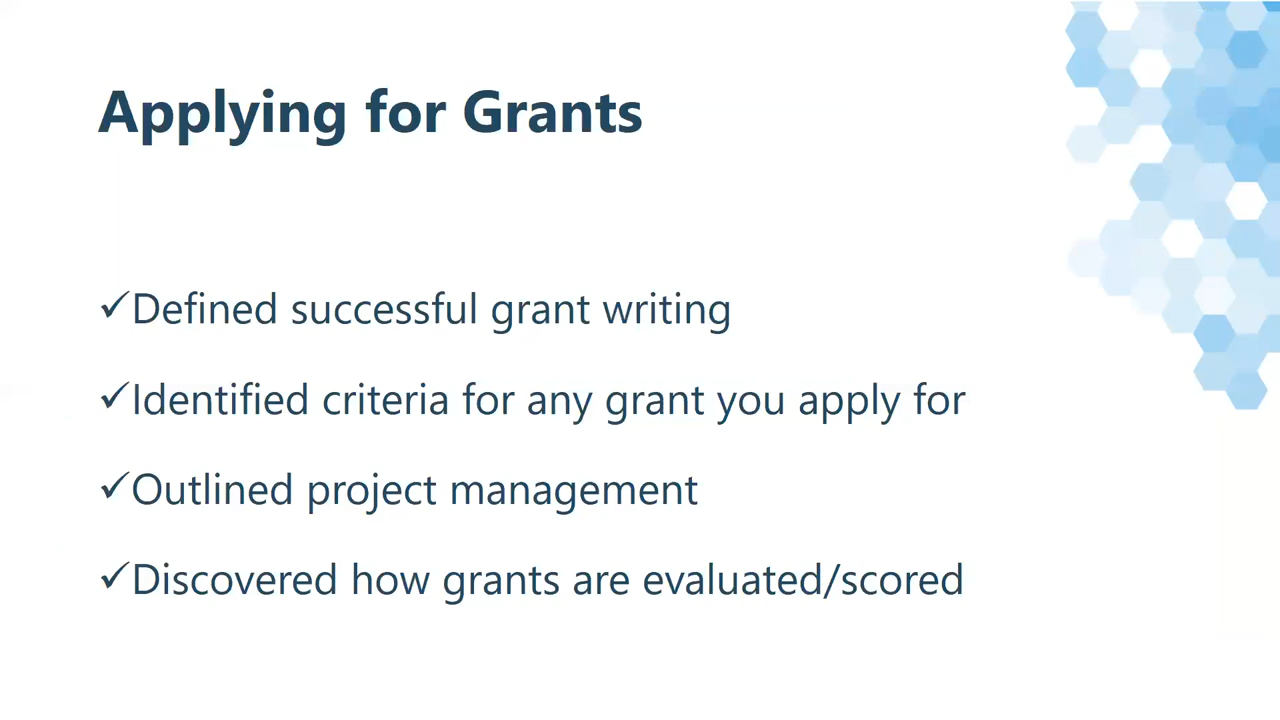 Applying for Grants
✓Defined successful grant writing
✓Identified criteria for any grant you apply for
✓Outlined project management
✓Discovered how grants are evaluated/scored